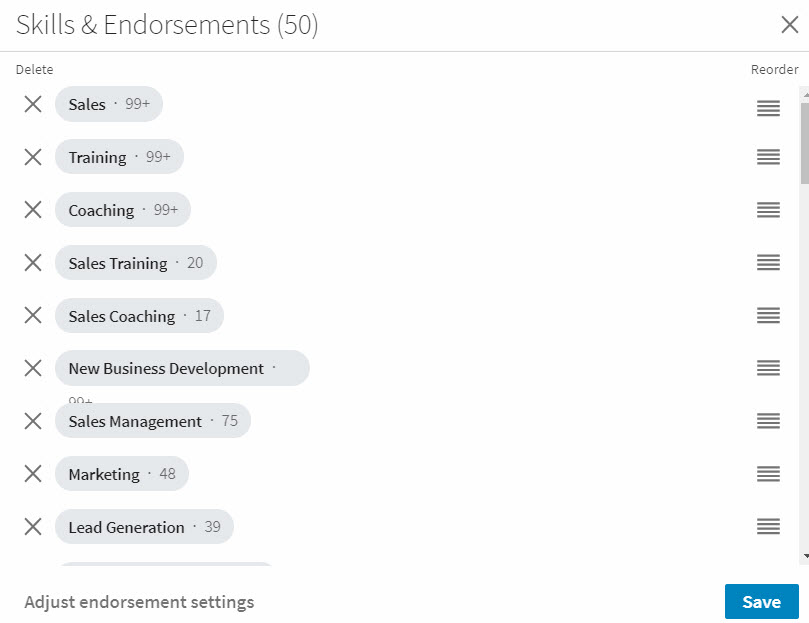 Skills & Endorsements (50)
Delete Reorder
Sales · 99+
Training · 99+
Coaching · 99+
Sales Training · 20
Sales Coaching · 17
New Business Development ·
99+
Sales Management · 75
Marketing · 48
Lead Generation · 39
Adjust endorsement settings Save